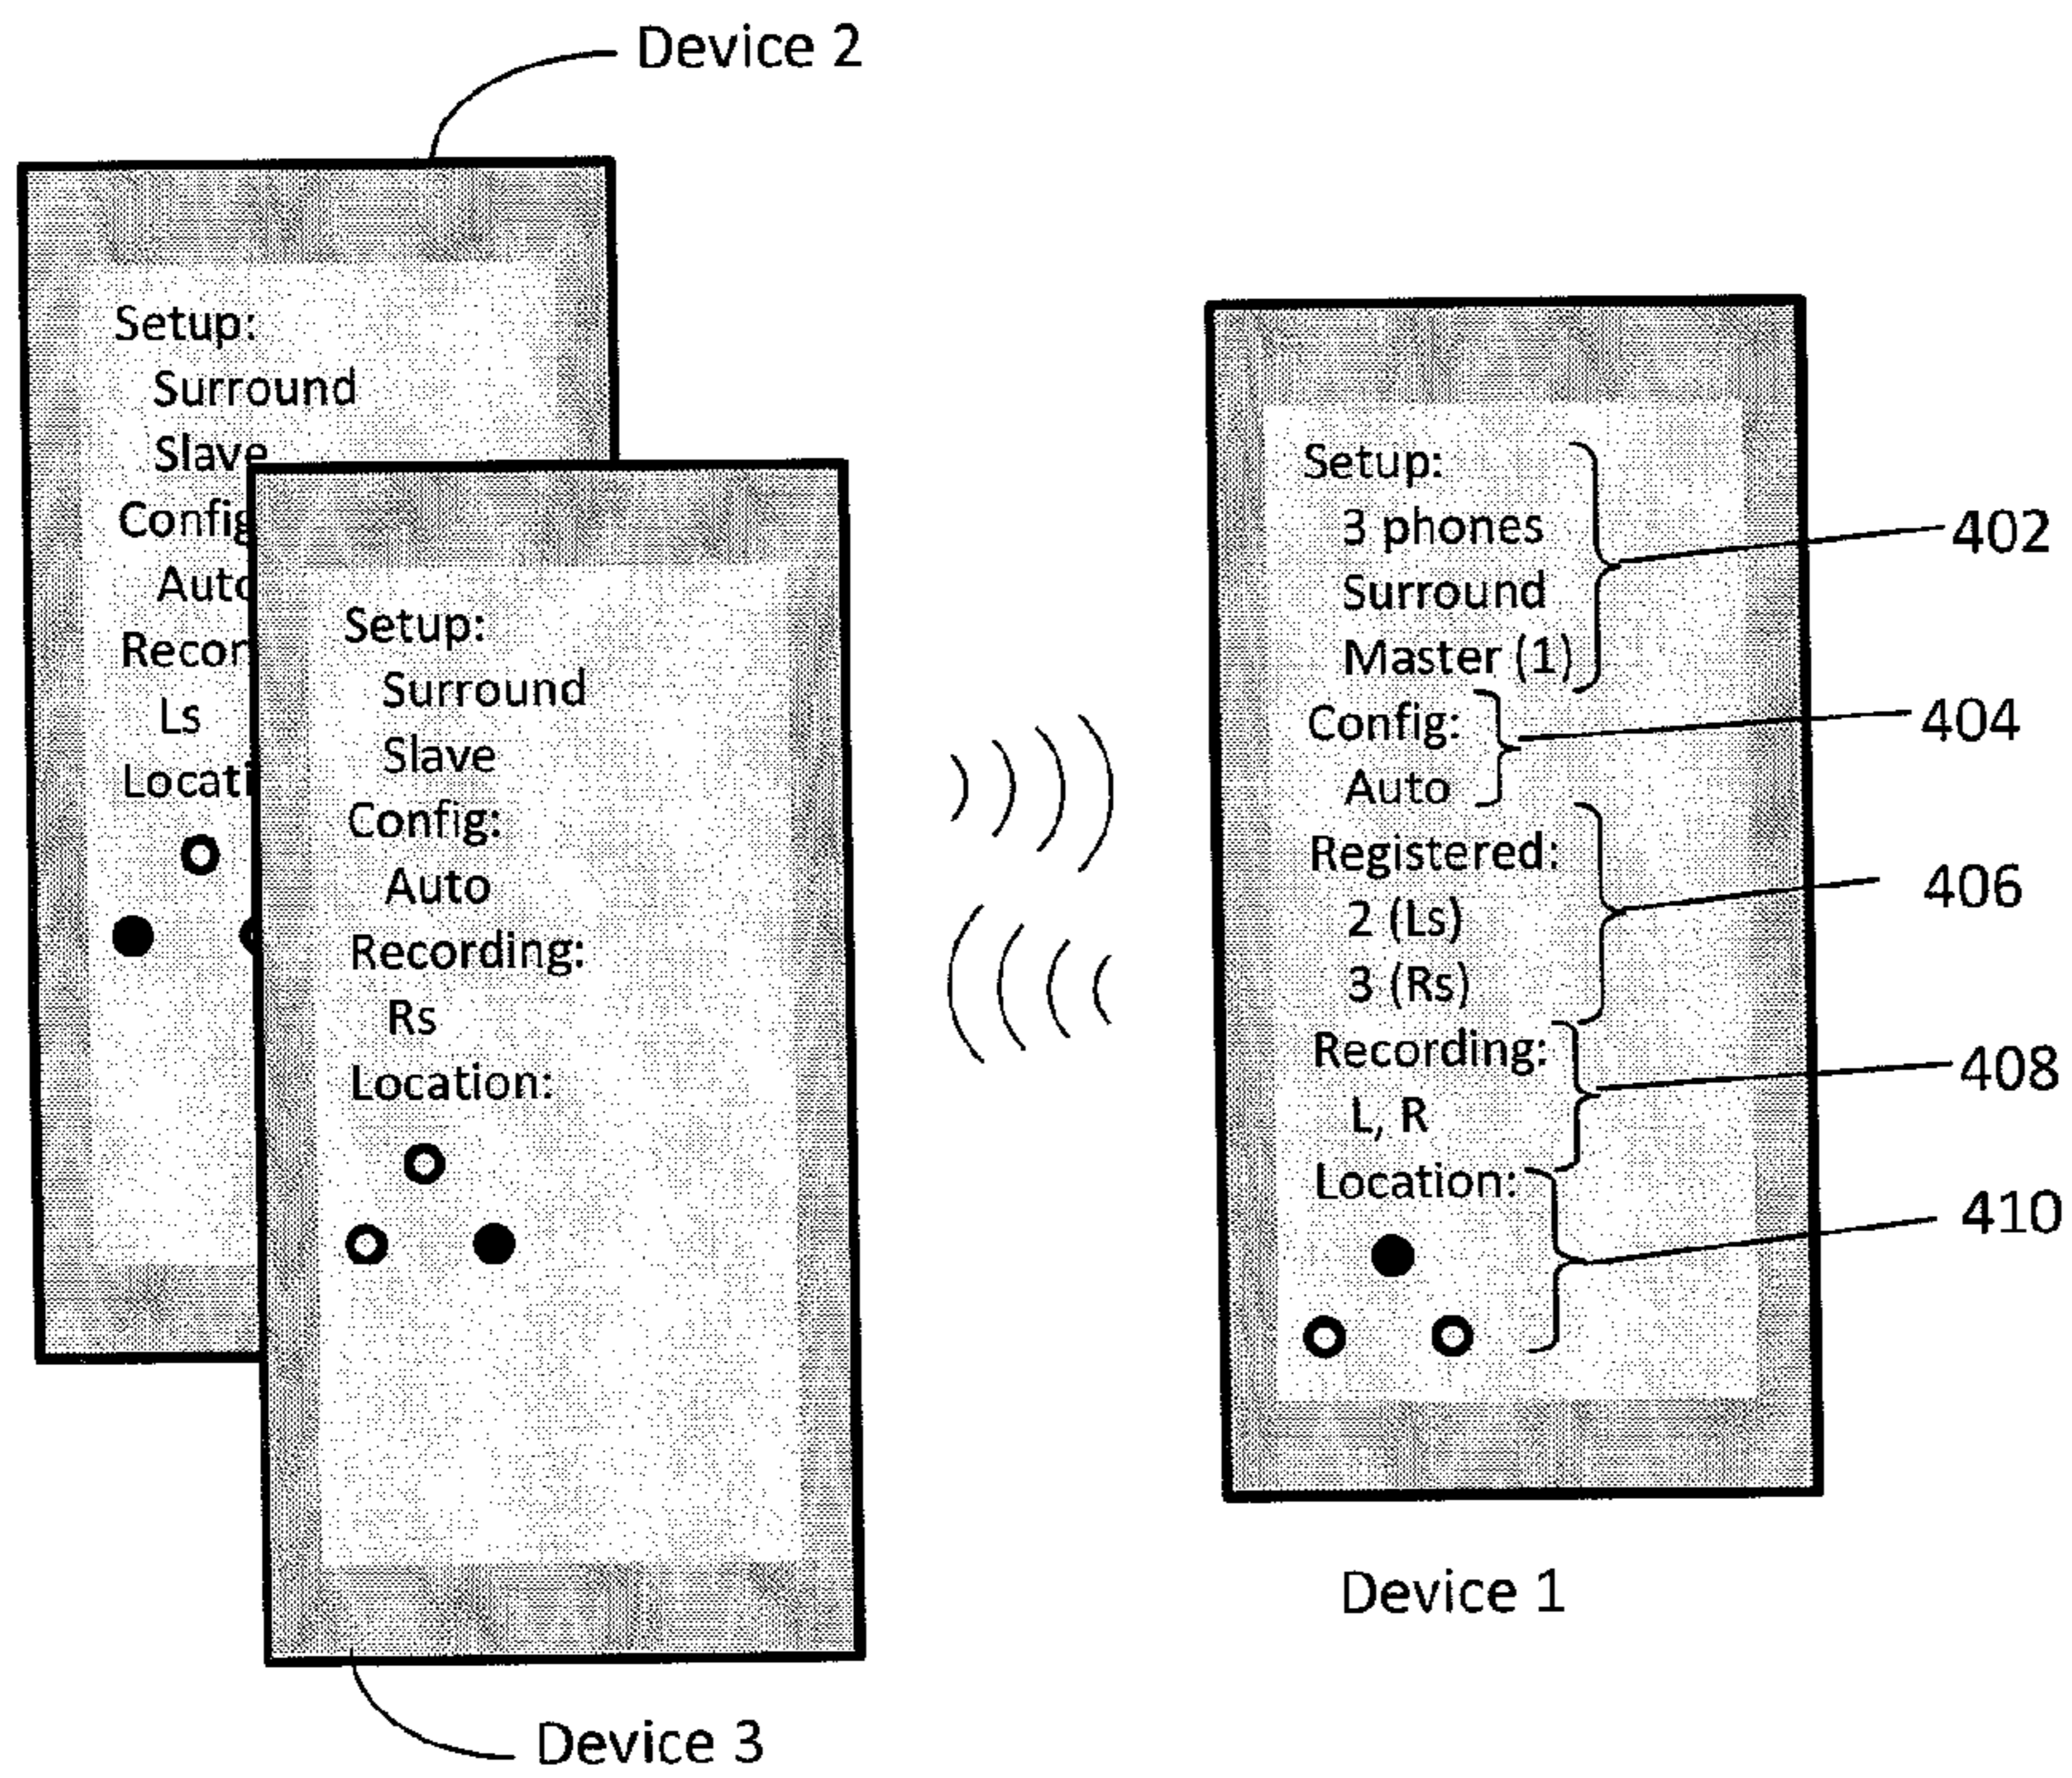 Device 2
Setup:
Surround
Slave
Config
Auto
Recor
Ls
Locati
Setup:
Surround
Slave
Config:
Auto
Recording:
Rs
Location:
Device 3
Setup:
3 phones
Surround
Master (1)
Config:
Auto
Registered:
2 (Ls)
3 (Rs)
Recording:
L, R
Location:
402
404
406
408
410
Device 1